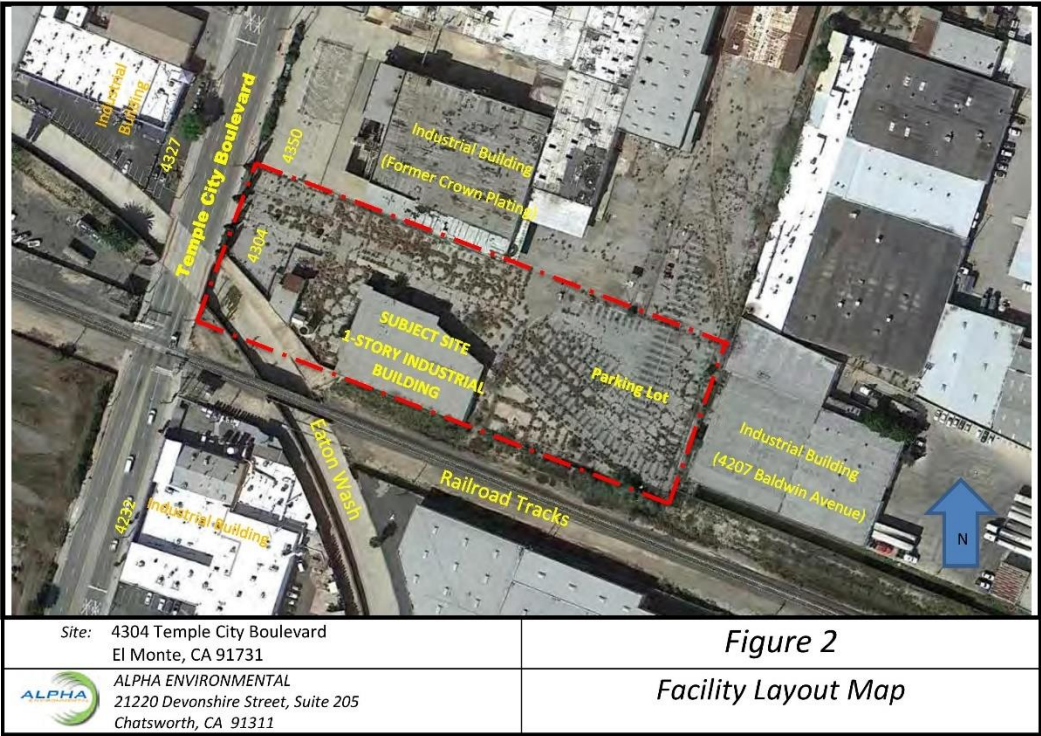 Industrial
Building
4327
Temple City Boulevard
4350
Industrial Building
(Former Crown Plating)
4304
SUBJECT SITE
1-STORY INDUSTRIAL
BUILDING
Parking Lot
Industrial Building
(4207 Baldwin Avenue)
Eaton Wash
Railroad Tracks
4232
Industrial Building
N
Site: 4304 Temple City Boulevard
El Monte, CA 91731
Figure 2
ALPHA
ENVIRONMENTAL
ALPHA ENVIRONMENTAL
21220 Devonshire Street, Suite 205
Chatsworth, CA 91311
Facility Layout Map